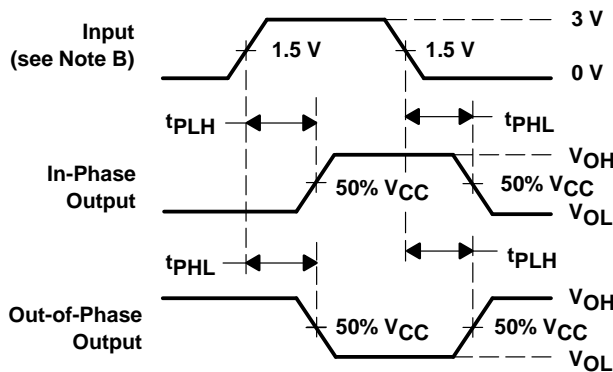 Input
(see Note B)
1.5 V
1.5 V
3 V
0 V
tPLH
tPHL
In-Phase
Output
50% VCC
50% VCC
VOH
VOL
tPHL
tPLH
Out-of-Phase
Output
50% VCC
50% VCC
VOH
VOL